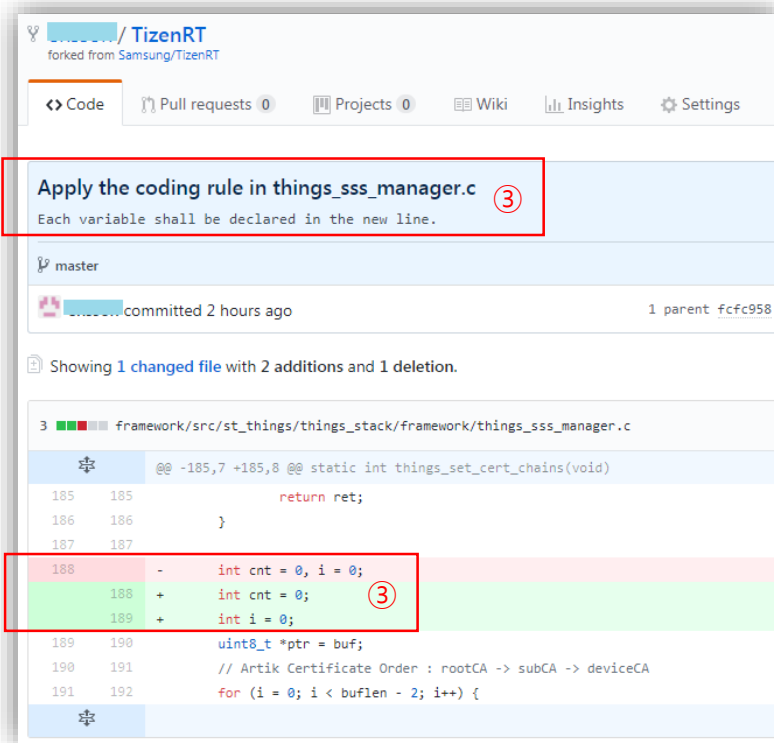 / TizenRT
forked from Samsung/TizenRT
<> Code Pull requests 0 Projects 0 Wiki Insights Settings
Apply the coding rule in things_sss_manager.c
③
Each variable shall be declared in the new line.
master
committed 2 hours ago 1 parent fcfc958
Showing 1 changed file with 2 additions and 1 deletion.
3 framework/src/st_things/things_stack/framework/things_sss_manager.c
@@ -185,7 +185,8 @@ static int things_set_cert_chains(void)
185 185 return ret;
186 186 }
187 187
188 - int cnt = 0, i = 0;
188 + int cnt = 0; ③
189 + int i = 0;
189 190 uint8_t *ptr = buf;
190 191 // Artik Certificate Order : rootCA -> subCA -> deviceCA
191 192 for (i = 0; i < buflen - 2; i++) {